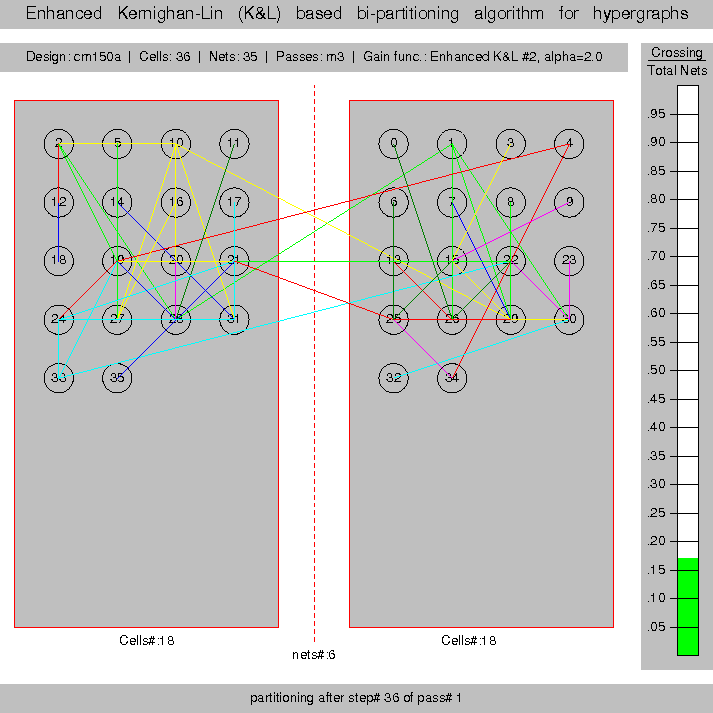 Enhanced Kernighan-Lin (K&L) based bi-partitioning algorithm for hypergraphs
Design: cm150a | Cells: 36 | Nets: 35 | Passes: m3 | Gain func.: Enhanced K&L #2, alpha=2.0
Crossing
Total Nets
.95
.90
.85
.80
.75
.70
.65
.60
.55
.50
.45
.40
.35
.30
.25
.20
.15
.10
.05
2 5 10 11
12 14 16 17
18 19 20 21
24 27 28 31
33 35
0 1 3 4
6 7 8 9
13 15 22 23
25 26 29 30
32 34
Cells#:18
Cells#:18
nets#:6
partitioning after step# 36 of pass# 1